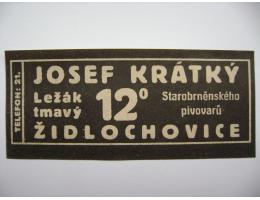 TELEFON: 21.
JOSEF KRÁTKÝ
Ležák
tmavý
12°
Starobrněnského
pivovarů
ŽIDLOCHOVICE